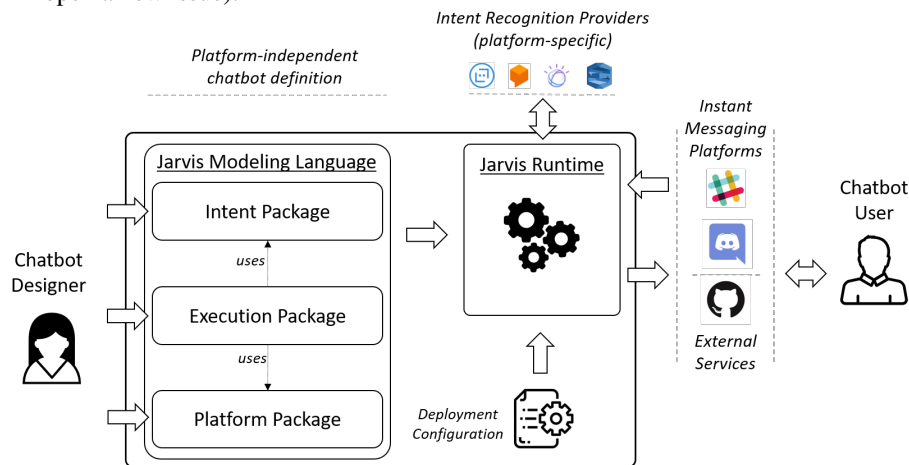 Intent Recognition Providers
(platform-specific)
Platform-independent
chatbot definition
Instant
Messaging
Platforms
Jarvis Modeling Language
Jarvis Runtime
Intent Package
Chatbot
User
uses
Chatbot
Designer
Execution Package
uses
External
Services
Platform Package
Deployment
Configuration